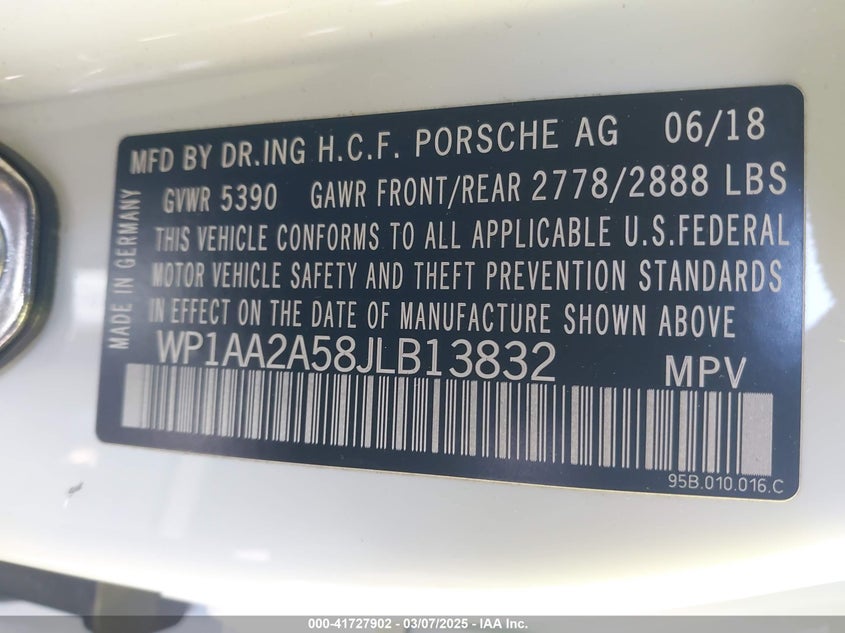 MFD BY DR.ING H.C.F. PORSCHE AG 06/18
GVWR 5390 GAWR FRONT/REAR 2778/2888 LBS
THIS VEHICLE CONFORMS TO ALL APPLICABLE U.S.FEDERAL
MOTOR VEHICLE SAFETY AND THEFT PREVENTION STANDARDS
IN EFFECT ON THE DATE OF MANUFACTURE SHOWN ABOVE
WP1AA2A58JLB13832 MPV
MADE IN GERMANY
95B.010.016.C
000-41727902 - 03/07/2025 - IAA Inc.